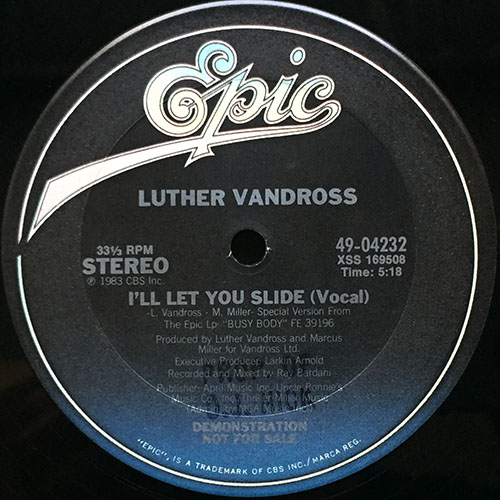 Epic
LUTHER VANDROSS
33⅓ RPM
STEREO
℗ 1983 CBS Inc.
49-04232
XSS 169508
Time: 5:18
I'LL LET YOU SLIDE (Vocal)
-L. Vandross - M. Miller- Special Version From
The Epic Lp: "BUSY BODY" FE 39196
Produced by Luther Vandross and Marcus
Miller for Vandross Ltd.
Executive Producer: Larkin Arnold
Recorded and Mixed by Ray Bardani
Publisher: April Music Inc. Uncle Ronnie's
Music Co. Inc./Thriller Miller Music
by MSA Music
DEMONSTRATION
NOT FOR SALE
"EPIC", IS A TRADEMARK OF CBS INC./MARCA REG.